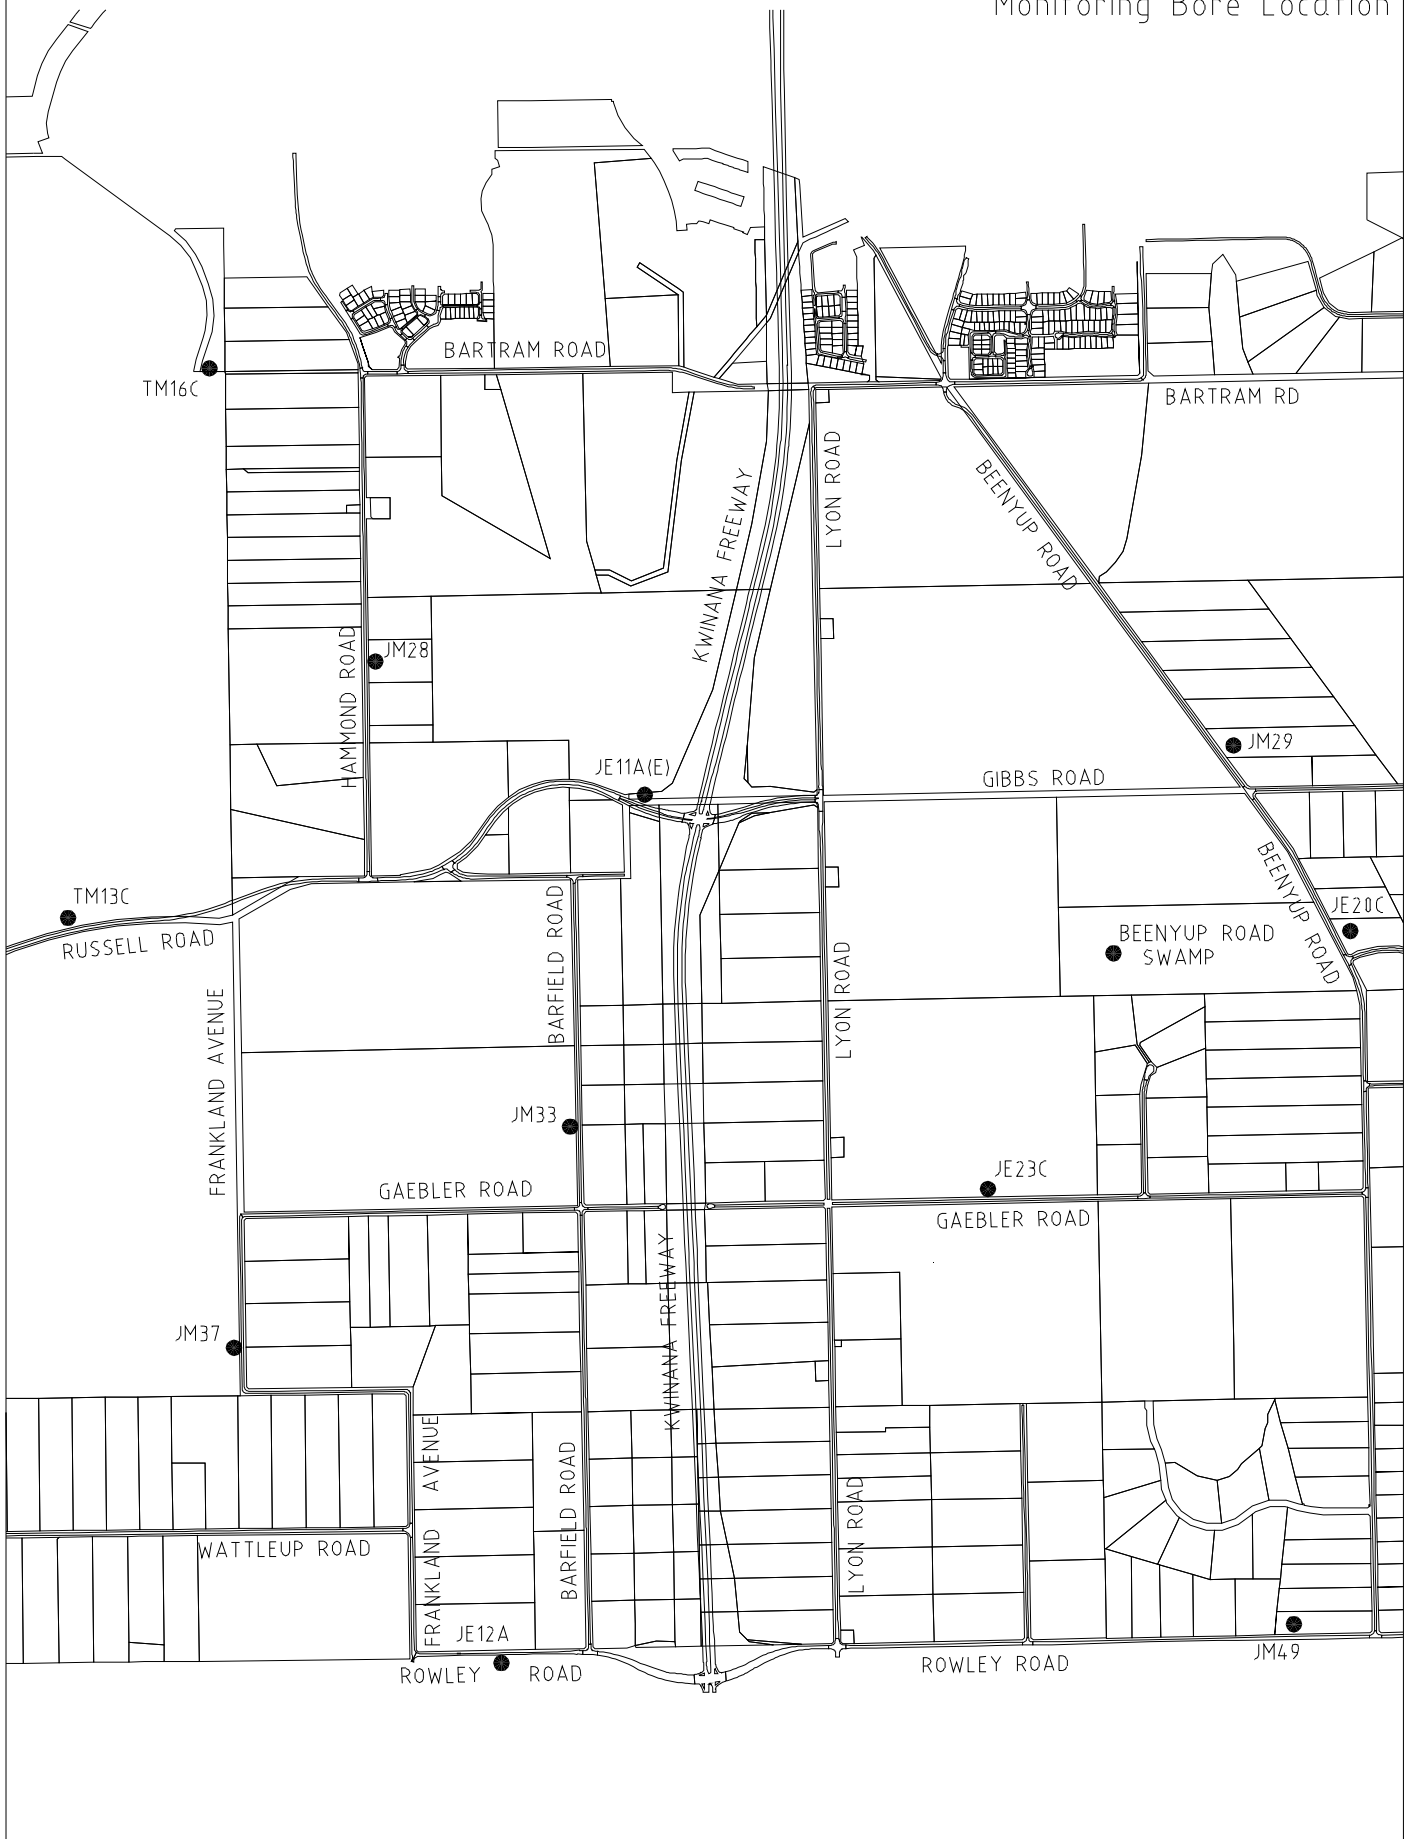 Monitoring Bore Location
BARTRAM ROAD
TM16C
BARTRAM RD
LYON ROAD
BEENYUP ROAD
KWINANA FREEWAY
HAMMOND ROAD
JM28
JM29
JE11A(E)
GIBBS ROAD
BEENYUP ROAD
TM13C
JE20C
RUSSELL ROAD
BARFIELD ROAD
BEENYUP ROAD
SWAMP
LYON ROAD
FRANKLAND AVENUE
JM33
JE23C
GAEBLER ROAD
GAEBLER ROAD
KWINANA FREEWAY
JM37
FRANKLAND AVENUE
BARFIELD ROAD
LYON ROAD
WATTLEUP ROAD
JE12A
JM49
ROWLEY ROAD
ROWLEY ROAD